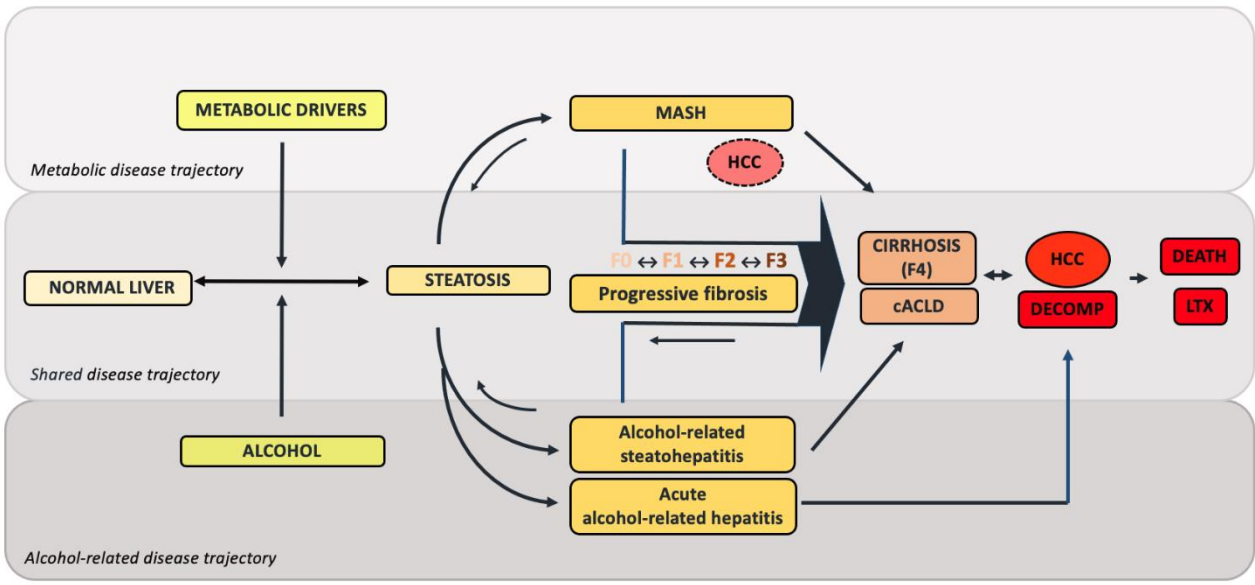 METABOLIC DRIVERS
MASH
HCC
Metabolic disease trajectory
F0 ↔ F1 ↔ F2 ↔ F3
CIRRHOSIS
(F4)
HCC
DEATH
NORMAL LIVER
STEATOSIS
Progressive fibrosis
cACLD
DECOMP
LTX
Shared disease trajectory
ALCOHOL
Alcohol-related
steatohepatitis
Acute
alcohol-related hepatitis
Alcohol-related disease trajectory